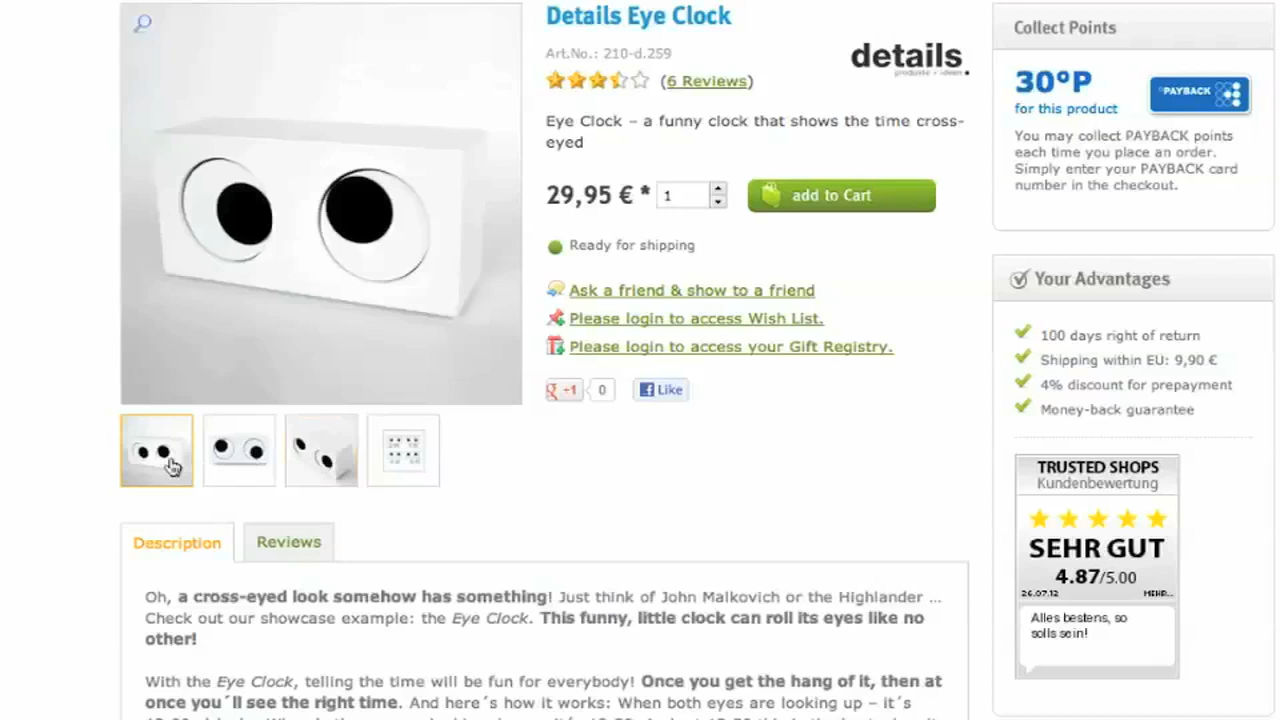 Details Eye Clock
Art.No.: 210-d.259
details.
produkte + ideen
(6 Reviews)
Eye Clock – a funny clock that shows the time cross-
eyed
29,95 € *
1
add to Cart
Ready for shipping
Ask a friend & show to a friend
Please login to access Wish List.
Please login to access your Gift Registry.
+1
0
Like
Description
Reviews
Oh, a cross-eyed look somehow has something! Just think of John Malkovich or the Highlander ...
Check out our showcase example: the Eye Clock. This funny, little clock can roll its eyes like no
other!
With the Eye Clock, telling the time will be fun for everybody! Once you get the hang of it, then at
once you´ll see the right time. And here´s how it works: When both eyes are looking up – it´s
Collect Points
30°P
for this product
°PAYBACK
You may collect PAYBACK points
each time you place an order.
Simply enter your PAYBACK card
number in the checkout.
Your Advantages
100 days right of return
Shipping within EU: 9,90 €
4% discount for prepayment
Money-back guarantee
TRUSTED SHOPS
Kundenbewertung
SEHR GUT
4.87/5.00
26.07.12
MEHR...
Alles bestens, so
solls sein!